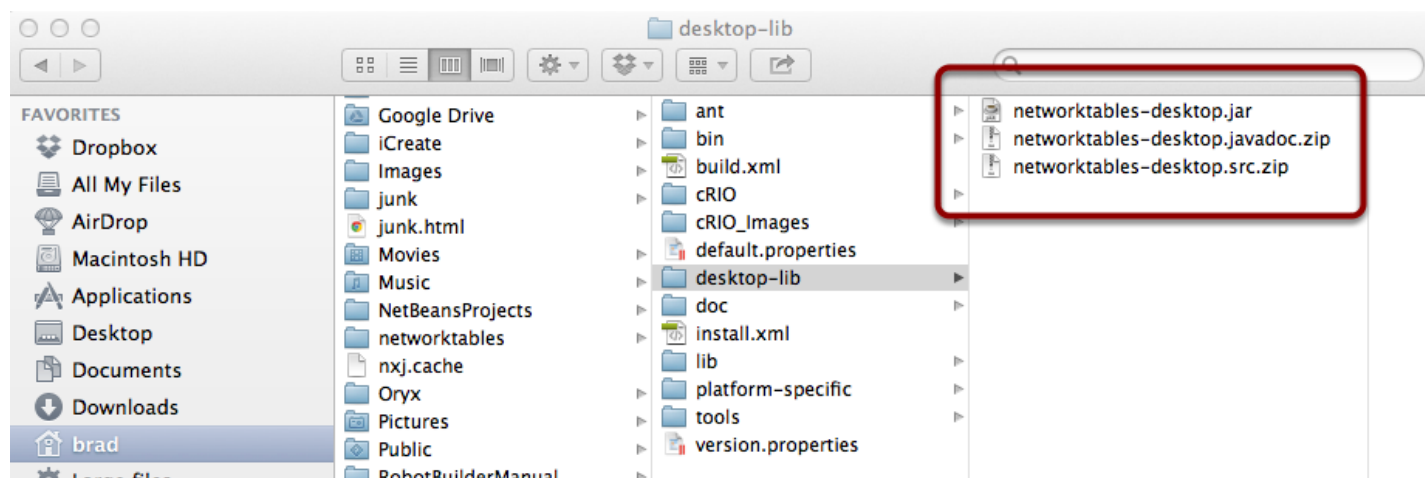 desktop-lib
FAVORITES
Dropbox
All My Files
AirDrop
Macintosh HD
Applications
Desktop
Documents
Downloads
brad
Large files
Google Drive
iCreate
Images
junk
junk.html
Movies
Music
NetBeansProjects
networktables
nxj.cache
Oryx
Pictures
Public
RobotBuilderManual
ant
bin
build.xml
cRIO
cRIO_Images
default.properties
desktop-lib
doc
install.xml
lib
platform-specific
tools
version.properties
networktables-desktop.jar
networktables-desktop.javadoc.zip
networktables-desktop.src.zip